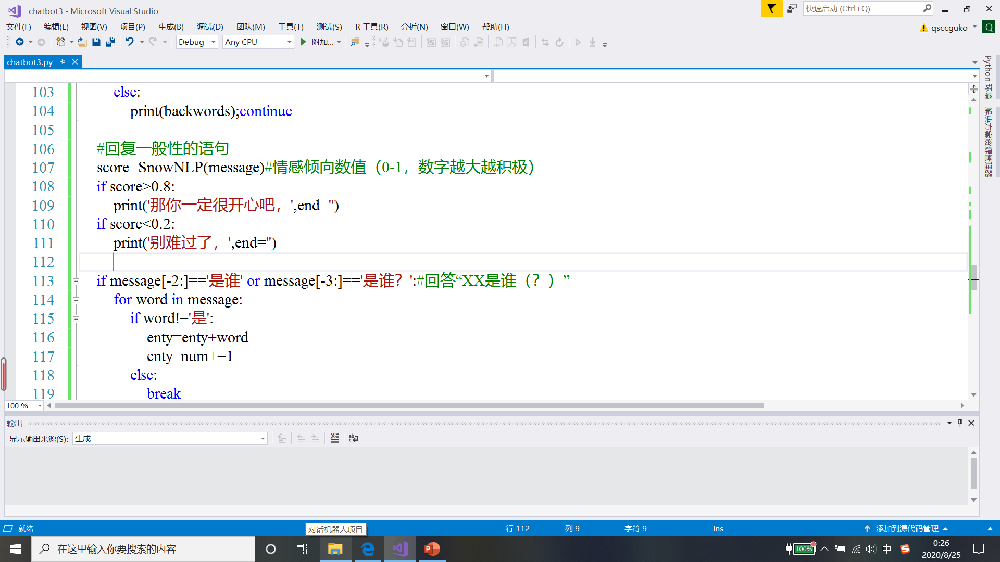 chatbot3 - Microsoft Visual Studio
快速启动 (Ctrl+Q)
文件(F) 编辑(E) 视图(V) 项目(P) 生成(B) 调试(D) 团队(M) 工具(T) 测试(S) R 工具(R) 分析(N) 窗口(W) 帮助(H)
qsccguko
Q
Debug
Any CPU
附加...
chatbot3.py
Python 环境
解决方案资源管理器
103 else:
104 print(backwords);continue
105
106 #回复一般性的语句
107 score=SnowNLP(message)#情感倾向数值（0-1，数字越大越积极）
108 if score>0.8:
109 print('那你一定很开心吧，',end='')
110 if score<0.2:
111 print('别难过了，',end='')
112
113 if message[-2:]=='是谁' or message[-3:]=='是谁？':#回答“XX是谁（？）”
114 for word in message:
115 if word!='是':
116 enty=enty+word
117 enty_num+=1
118 else:
119 break
100 %
输出
显示输出来源(S): 生成
就绪
对话机器人项目
行 112
列 9
字符 9
Ins
添加到源代码管理
在这里输入你要搜索的内容
100%
中
0:26
2020/8/25